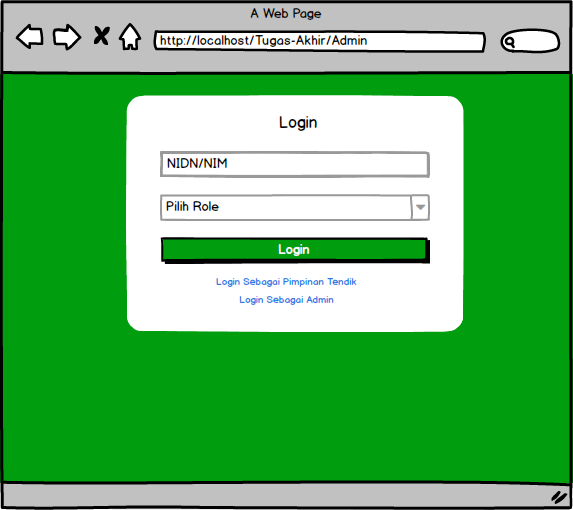 A Web Page
http://localhost/Tugas-Akhir/Admin
Login
NIDN/NIM
Pilih Role
Login
Login Sebagai Pimpinan Tendik
Login Sebagai Admin